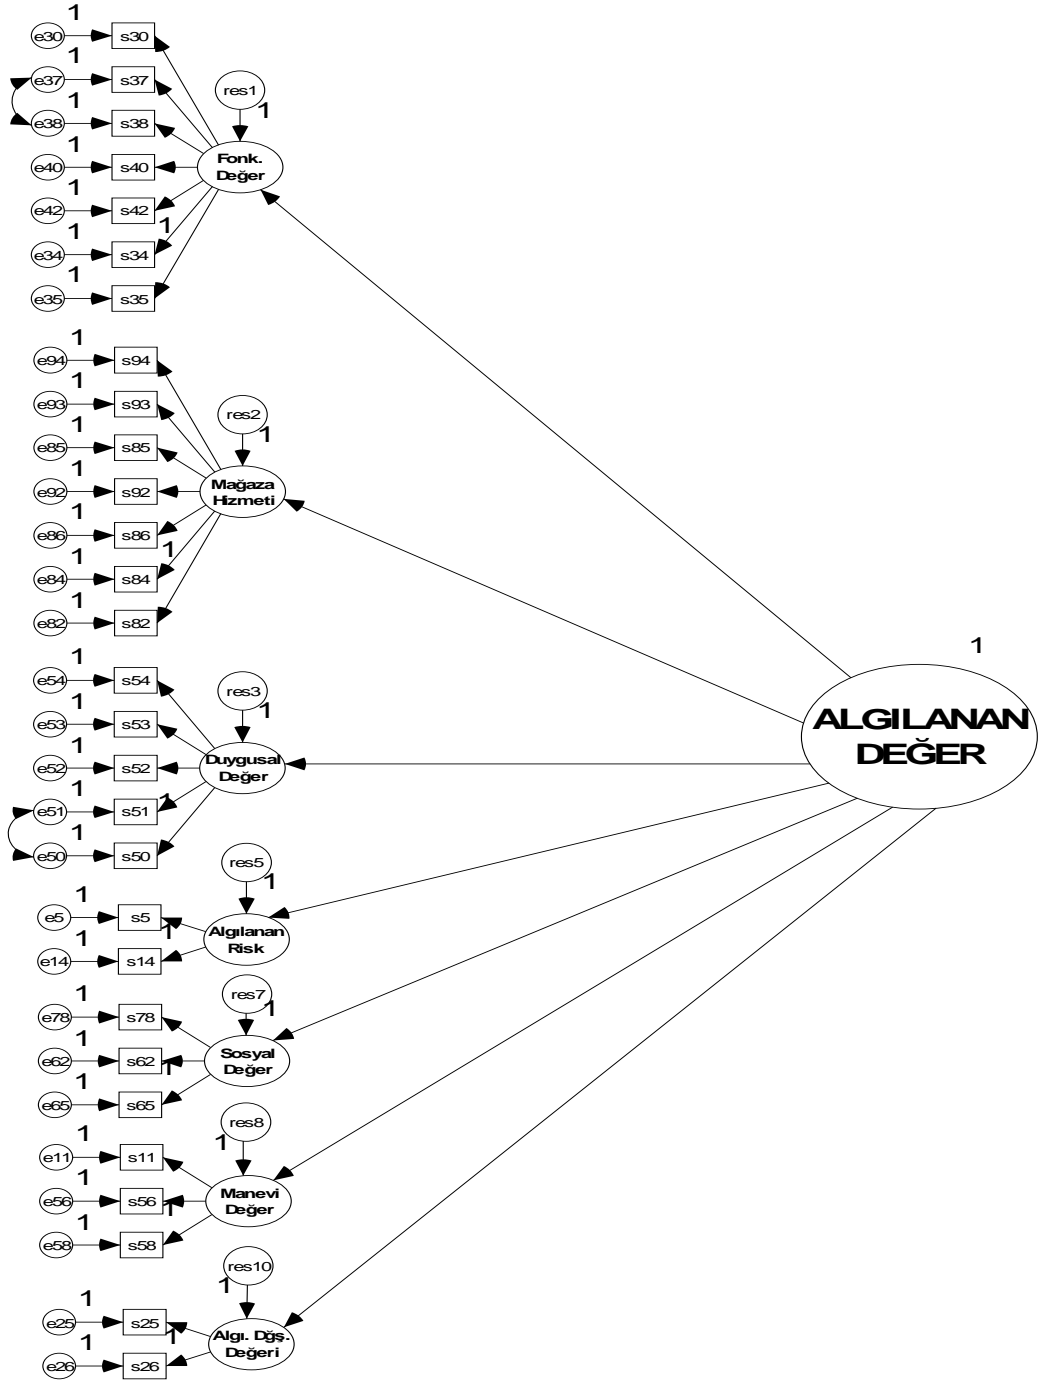 1
e30 s30
1
e37 s37
1
e38 s38
1
e40 s40
1
e42 s42
1
e34 s34
1
e35 s35
res1
1
Fonk.
Değer
1
1
e94 s94
1
e93 s93
1
e85 s85
1
e92 s92
1
e86 s86
1
e84 s84
1
e82 s82
res2
1
Mağaza
Hizmeti
1
1
e54 s54
1
e53 s53
1
e52 s52
1
e51 s51
1
e50 s50
res3
1
Duygusal
Değer
1
1
e5 s5
1
e14 s14
res5
1
Algılanan
Risk
1
1
e78 s78
1
e62 s62
1
e65 s65
res7
1
Sosyal
Değer
1
1
e11 s11
1
e56 s56
1
e58 s58
res8
1
Manevi
Değer
1
1
e25 s25
1
e26 s26
res10
1
Algı. Dğş.
Değeri
1
1
ALGILANAN
DEĞER